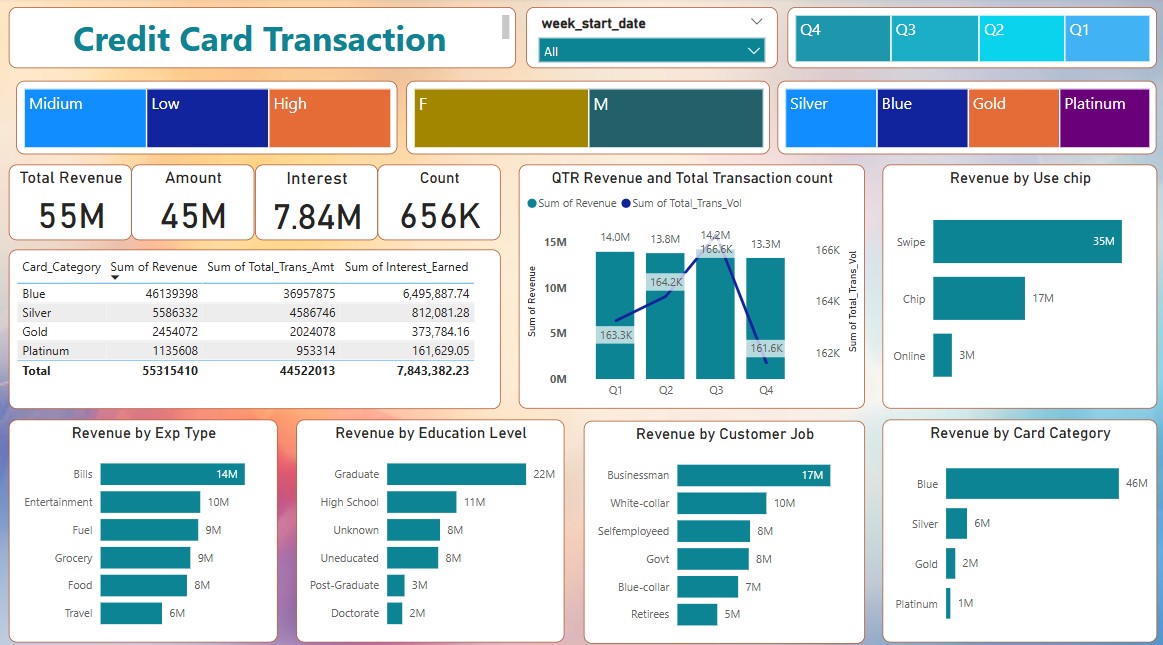 Credit Card Transaction
week_start_date
All
Q4 Q3 Q2 Q1
Midium Low High
F M
Silver Blue Gold Platinum
Total Revenue
55M
Amount
45M
Interest
7.84M
Count
656K
Card_Category Sum of Revenue Sum of Total_Trans_Amt Sum of Interest_Earned
Blue 46139398 36957875 6,495,887.74
Silver 5586332 4586746 812,081.28
Gold 2454072 2024078 373,784.16
Platinum 1135608 953314 161,629.05
Total 55315410 44522013 7,843,382.23
QTR Revenue and Total Transaction count
Sum of Revenue Sum of Total_Trans_Vol
Sum of Revenue
15M
10M
5M
0M
14.0M 13.8M 14.2M 13.3M
163.3K 164.2K 166.6K 161.6K
Q1 Q2 Q3 Q4
166K
164K
162K
Sum of Total_Trans_Vol
Revenue by Use chip
Swipe 35M
Chip 17M
Online 3M
Revenue by Exp Type
Bills 14M
Entertainment 10M
Fuel 9M
Grocery 9M
Food 8M
Travel 6M
Revenue by Education Level
Graduate 22M
High School 11M
Unknown 8M
Uneducated 8M
Post-Graduate 3M
Doctorate 2M
Revenue by Customer Job
Businessman 17M
White-collar 10M
Selfemployeed 8M
Govt 8M
Blue-collar 7M
Retirees 5M
Revenue by Card Category
Blue 46M
Silver 6M
Gold 2M
Platinum 1M